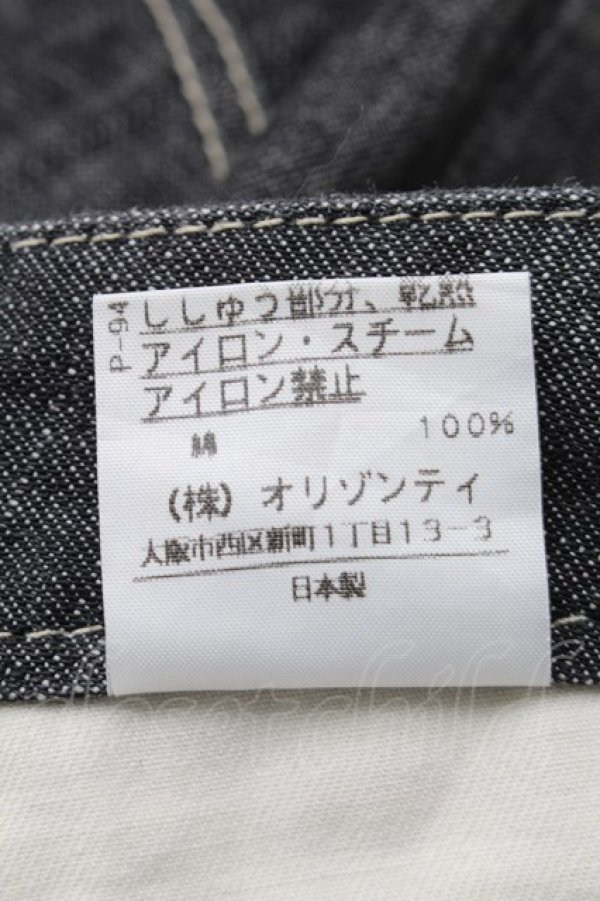 P-94
ししゅう部分、乾熱
アイロン・スチーム
アイロン禁止
綿 100%
(株) オリゾンティ
大阪市西区新町1丁目13-3
日本製